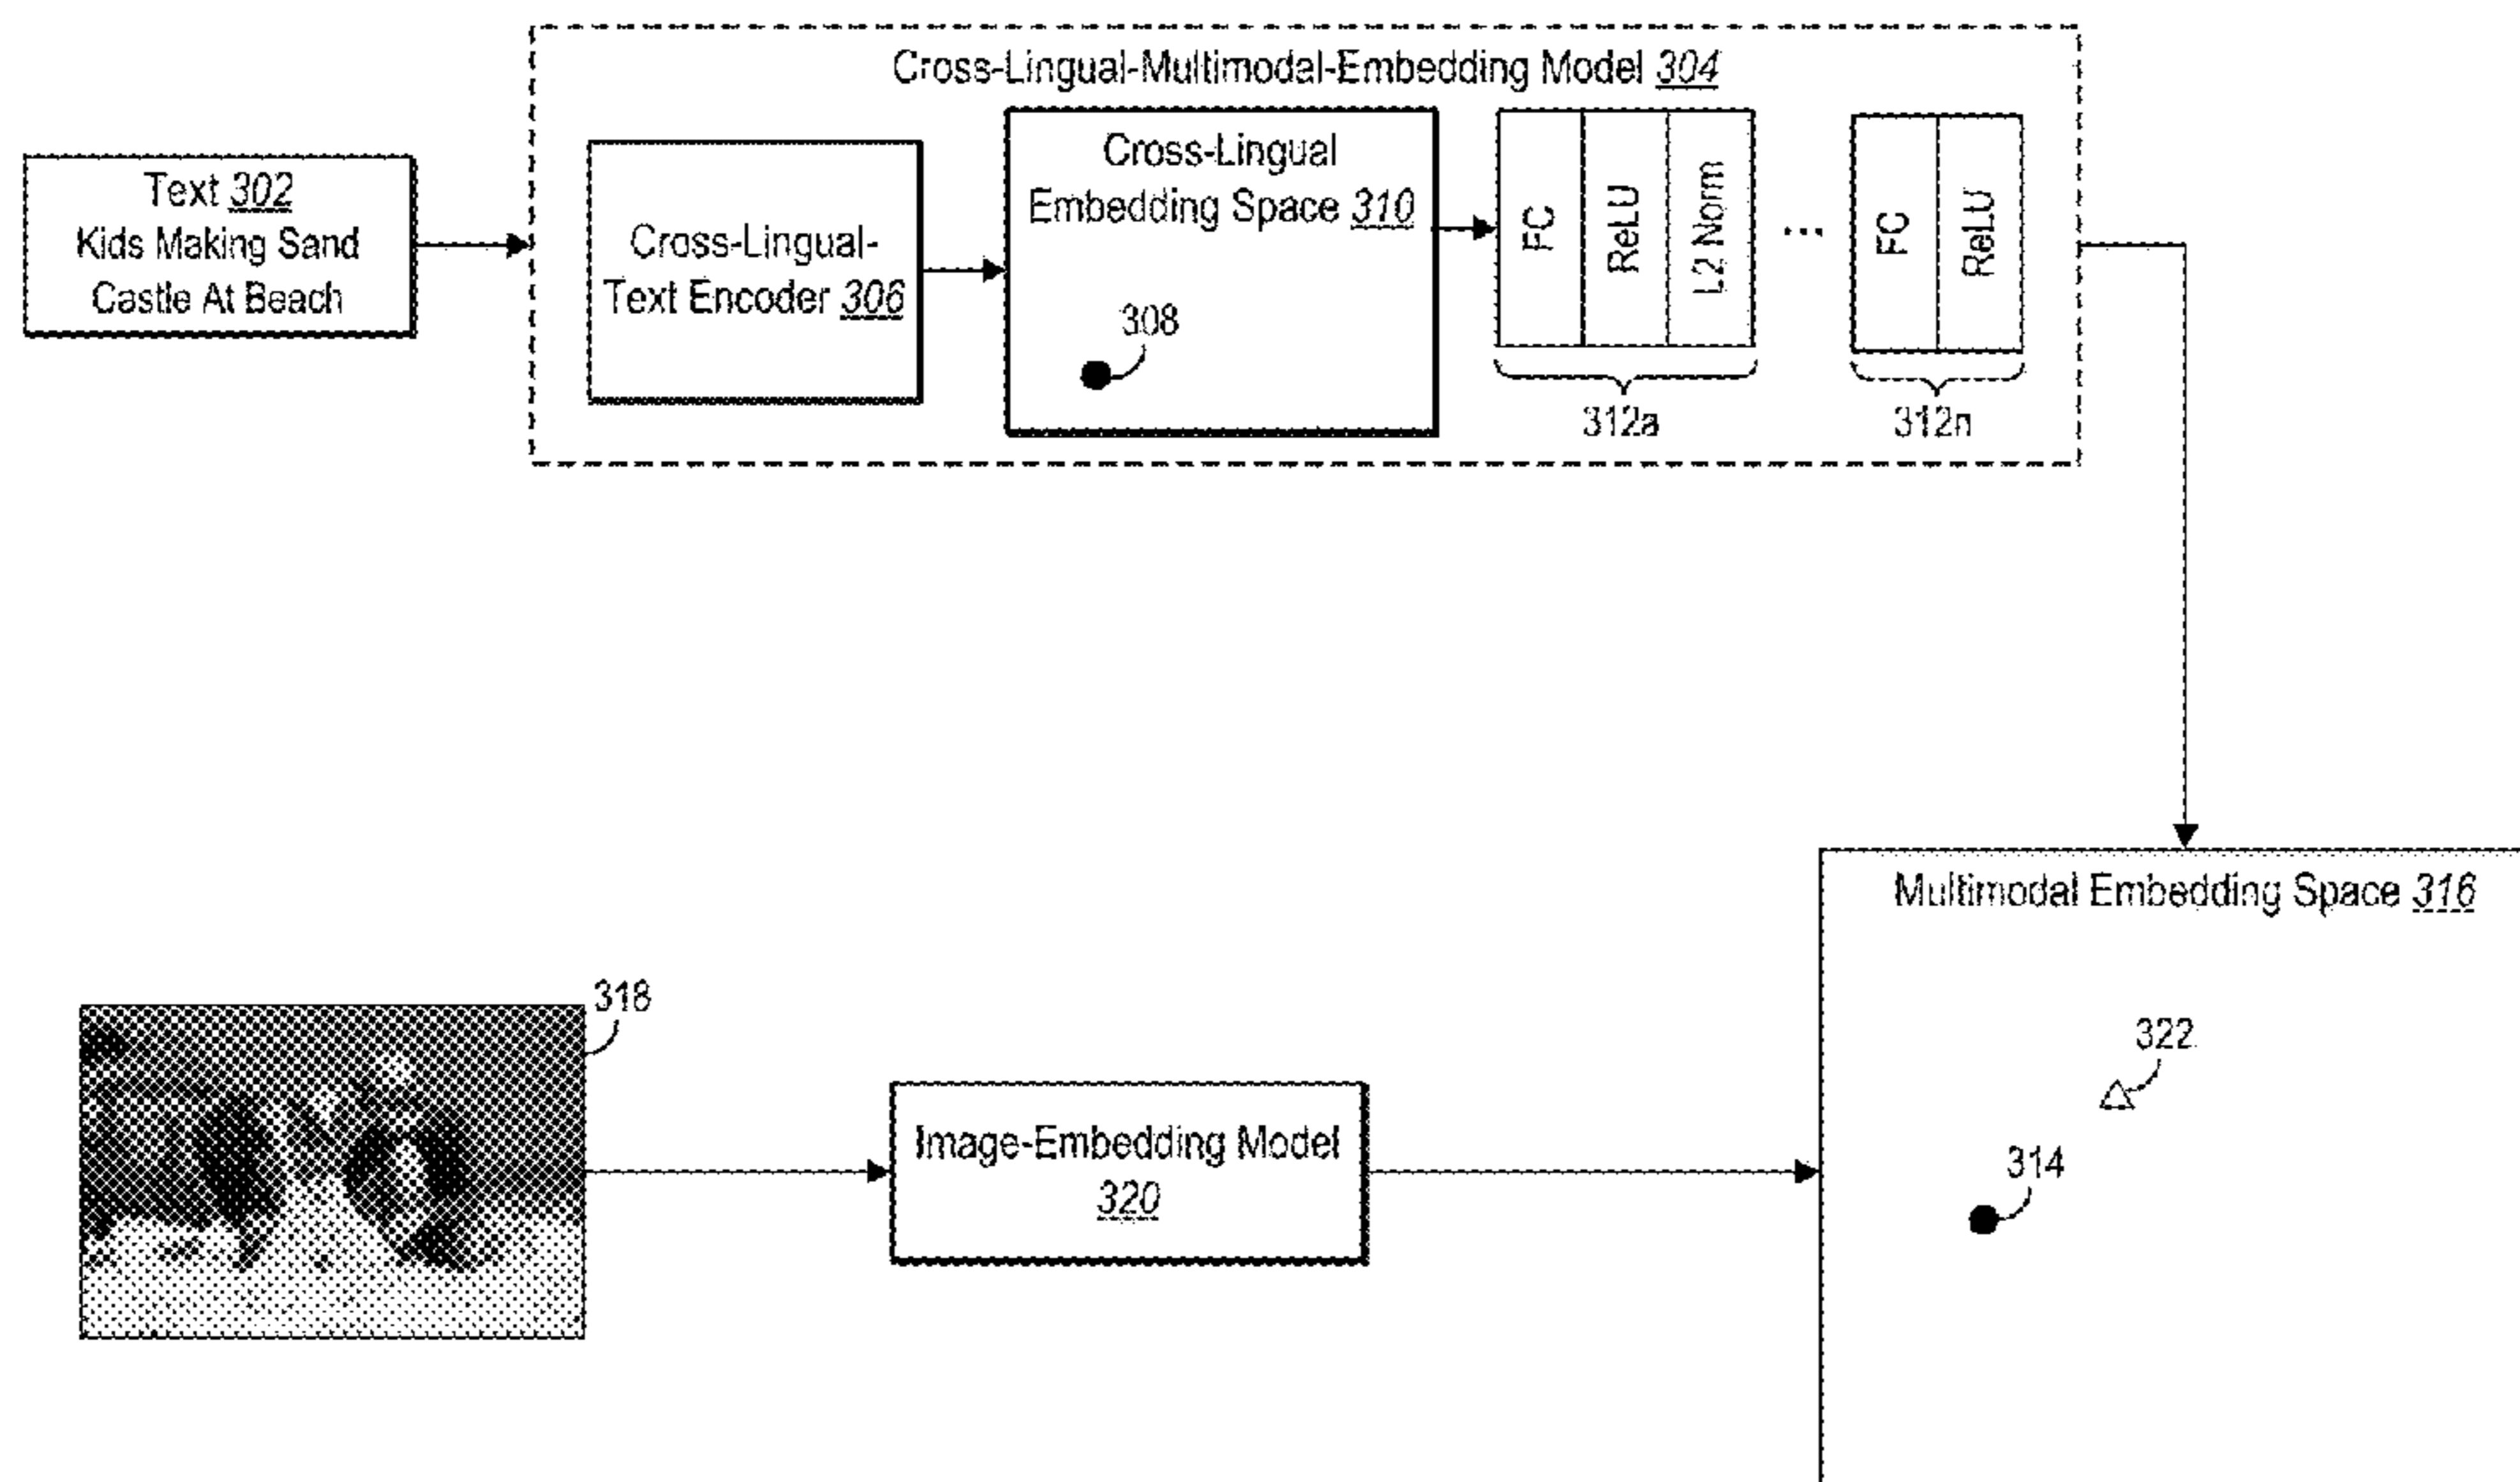 Cross-Lingual-Multimodal-Embedding Model 304
Text 302
Kids Making Sand
Castle At Beach
Cross-Lingual-
Text Encoder 306
Cross-Lingual
Embedding Space 310
308
FC
ReLU
L2 Norm
...
FC
ReLU
312a
312n
Multimodal Embedding Space 316
318
Image-Embedding Model
320
322
314